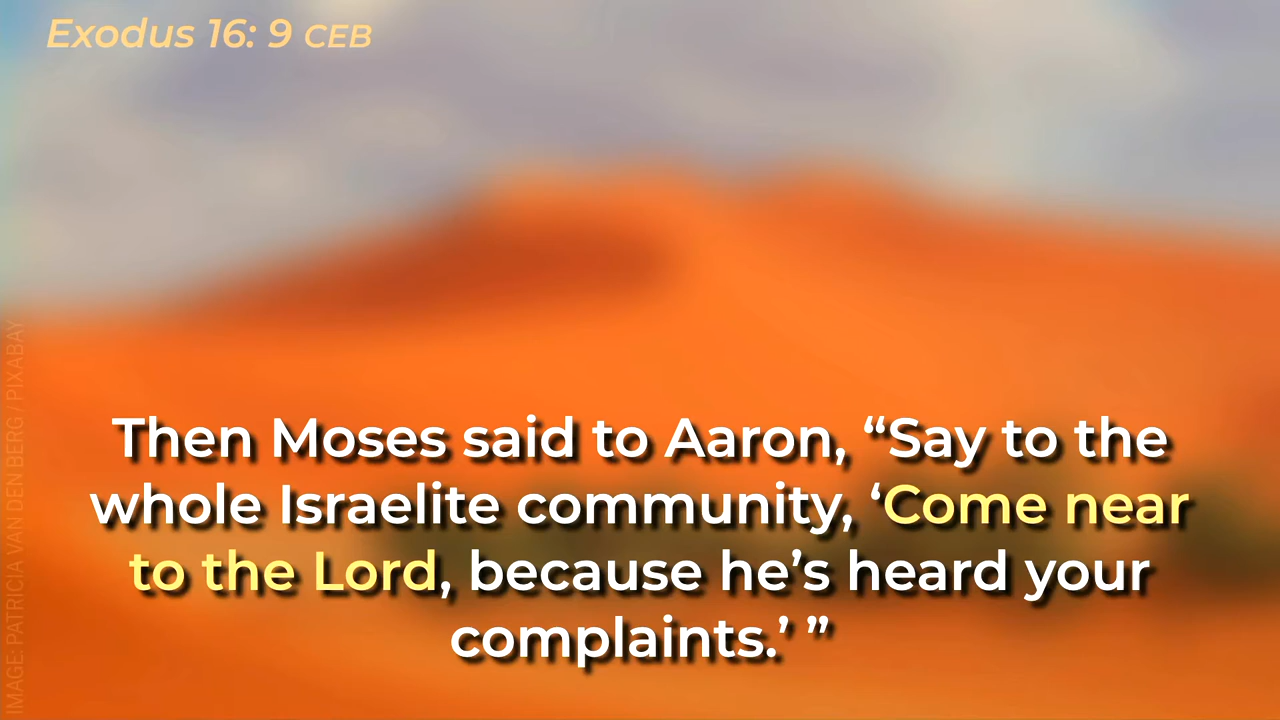 Exodus 16: 9 CEB
Then Moses said to Aaron, “Say to the
whole Israelite community, ‘Come near
to the Lord, because he’s heard your
complaints.’ ”
IMAGE: PATRICIA VAN DEN BERG / PIXABAY